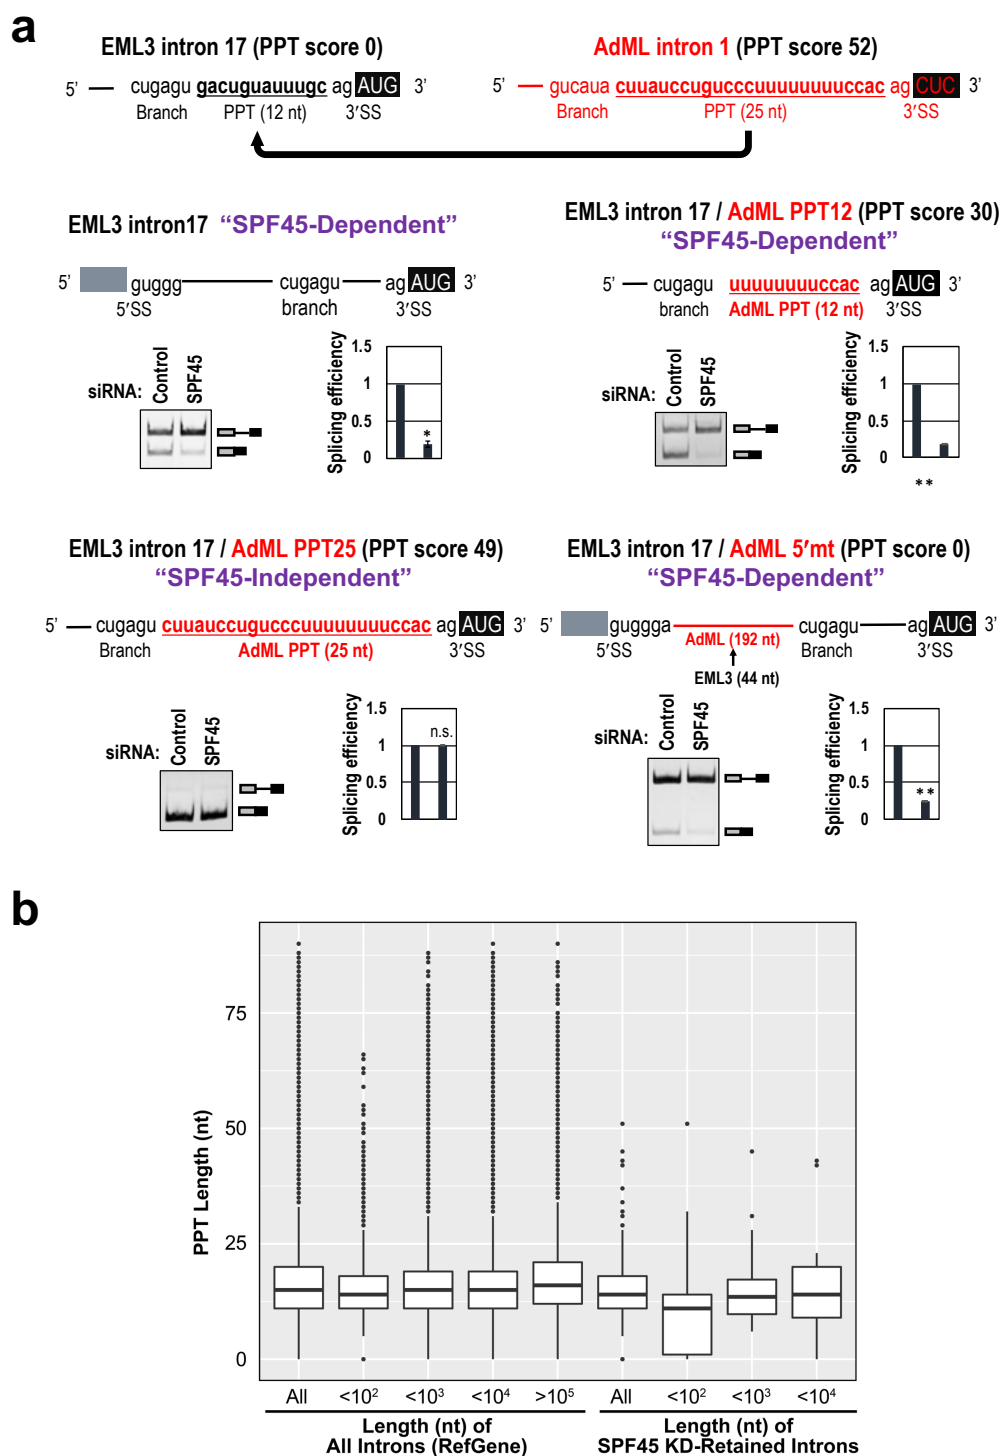 a
EML3 intron 17 (PPT score 0)
AdML intron 1 (PPT score 52)
5′ cugagu gacuguauuugc ag AUG 3′
Branch PPT (12 nt) 3′SS
5′ gucaua cuuauccugucccuuuuuuuuccac ag CUC 3′
Branch PPT (25 nt) 3′SS
EML3 intron17 “SPF45-Dependent”
5′ guggg cugagu ag AUG 3′
5′SS branch 3′SS
siRNA: Control SPF45
Splicing efficiency
1.5
1
0.5
0
*
EML3 intron 17 / AdML PPT12 (PPT score 30)
“SPF45-Dependent”
5′ cugagu uuuuuuuuccac ag AUG 3′
branch AdML PPT (12 nt) 3′SS
siRNA: Control SPF45
Splicing efficiency
1.5
1
0.5
0
**
EML3 intron 17 / AdML PPT25 (PPT score 49)
“SPF45-Independent”
5′ cugagu cuuauccugucccuuuuuuuuccac ag AUG 3′
Branch AdML PPT (25 nt) 3′SS
siRNA: Control SPF45
Splicing efficiency
1.5
1
0.5
0
n.s.
EML3 intron 17 / AdML 5′mt (PPT score 0)
“SPF45-Dependent”
5′ guggga AdML (192 nt) cugagu ag AUG 3′
5′SS Branch 3′SS
EML3 (44 nt)
siRNA: Control SPF45
Splicing efficiency
1.5
1
0.5
0
**
b
PPT Length (nt)
75
50
25
0
All <10² <10³ <10⁴ >10⁵ All <10² <10³ <10⁴
Length (nt) of
All Introns (RefGene)
Length (nt) of
SPF45 KD-Retained Introns